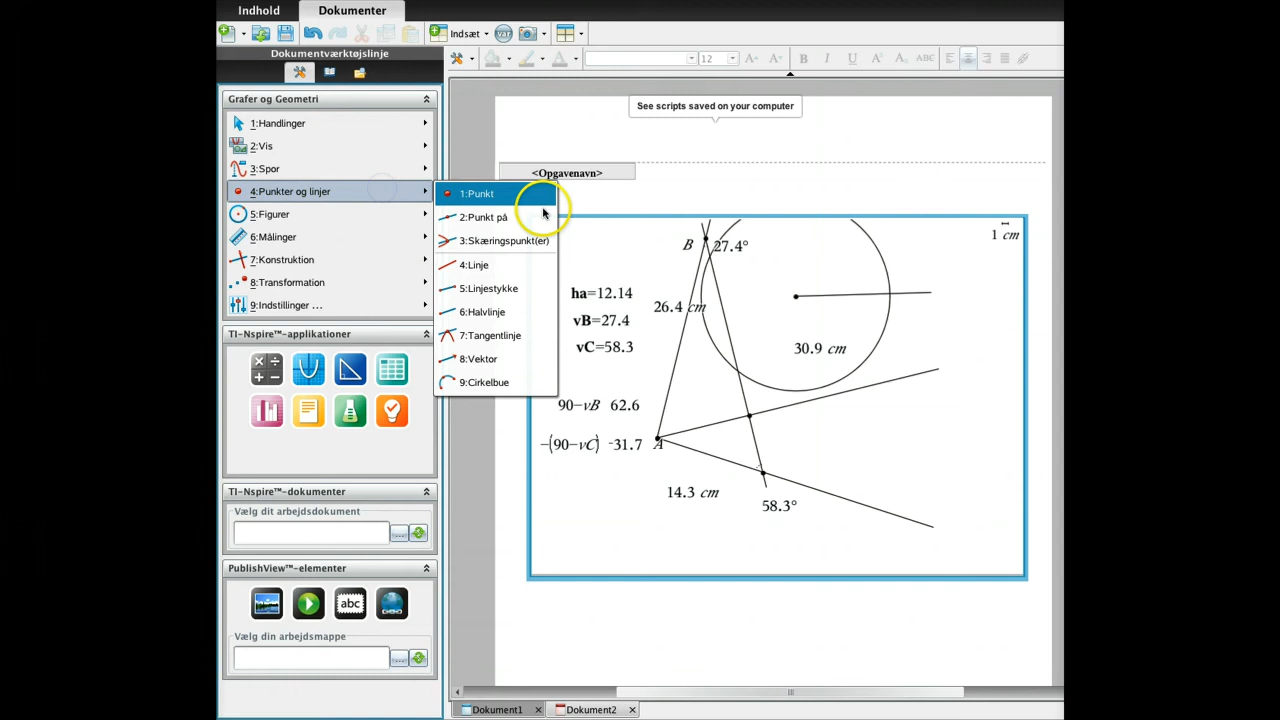 Indhold
Dokumenter
Indsæt
VAR
Dokumentværktøjslinje
12
B I U A A ABC
Grafer og Geometri
1:Handlinger
2:Vis
3:Spor
4:Punkter og linjer
5:Figurer
6:Målinger
7:Konstruktion
8:Transformation
9:Indstillinger ...
1:Punkt
2:Punkt på
3:Skæringspunkt(er)
4:Linje
5:Linjestykke
6:Halvlinje
7:Tangentlinje
8:Vektor
9:Cirkelbue
TI-Nspire™-applikationer
TI-Nspire™-dokumenter
Vælg dit arbejdsdokument
...
PublishView™-elementer
abc
Vælg din arbejdsmappe
...
See scripts saved on your computer
<Opgavenavn>
1 cm
B
27.4°
ha=12.14
26.4 cm
vB=27.4
vC=58.3
30.9 cm
90−vB 62.6
−(90−vC) -31.7
A
14.3 cm
58.3°
Dokument1
Dokument2